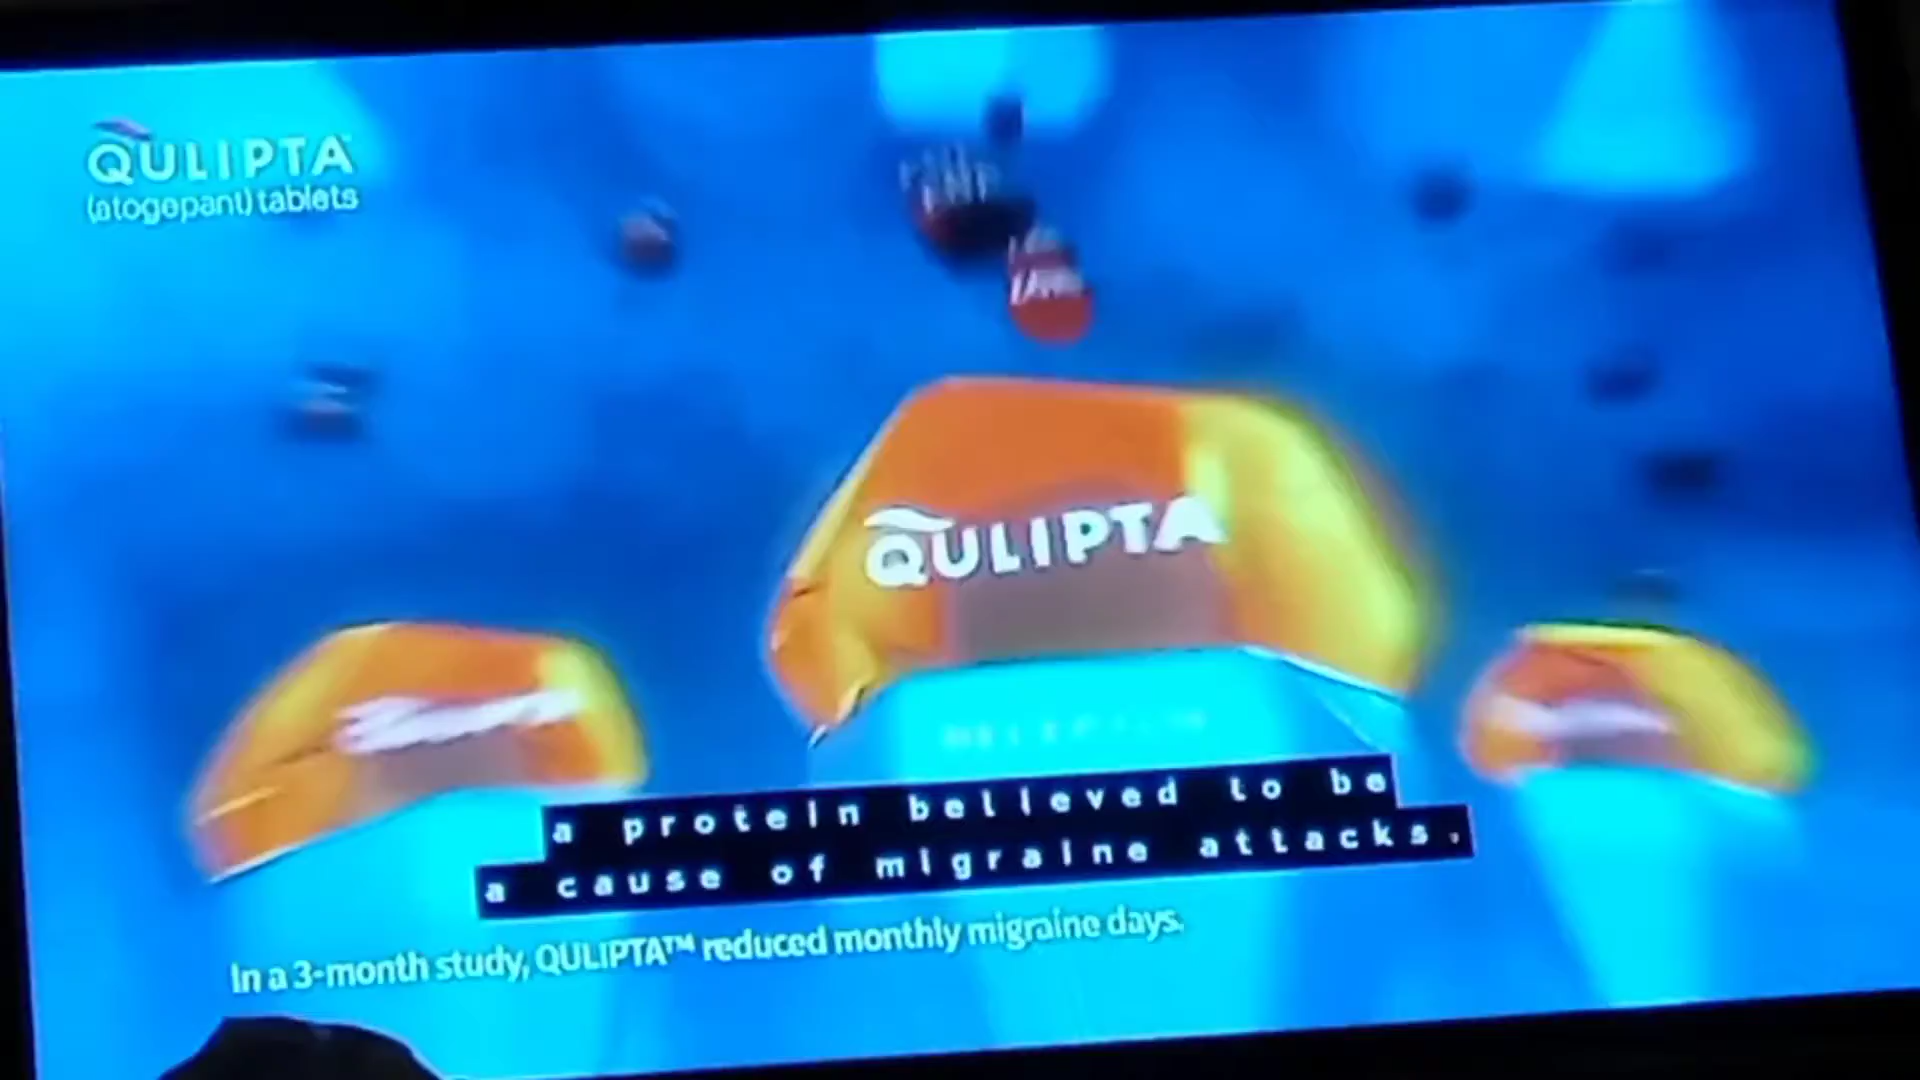 QULIPTA
(atogepant) tablets
QULIPTA
a protein believed to be
a cause of migraine attacks.
In a 3-month study, QULIPTA™ reduced monthly migraine days.